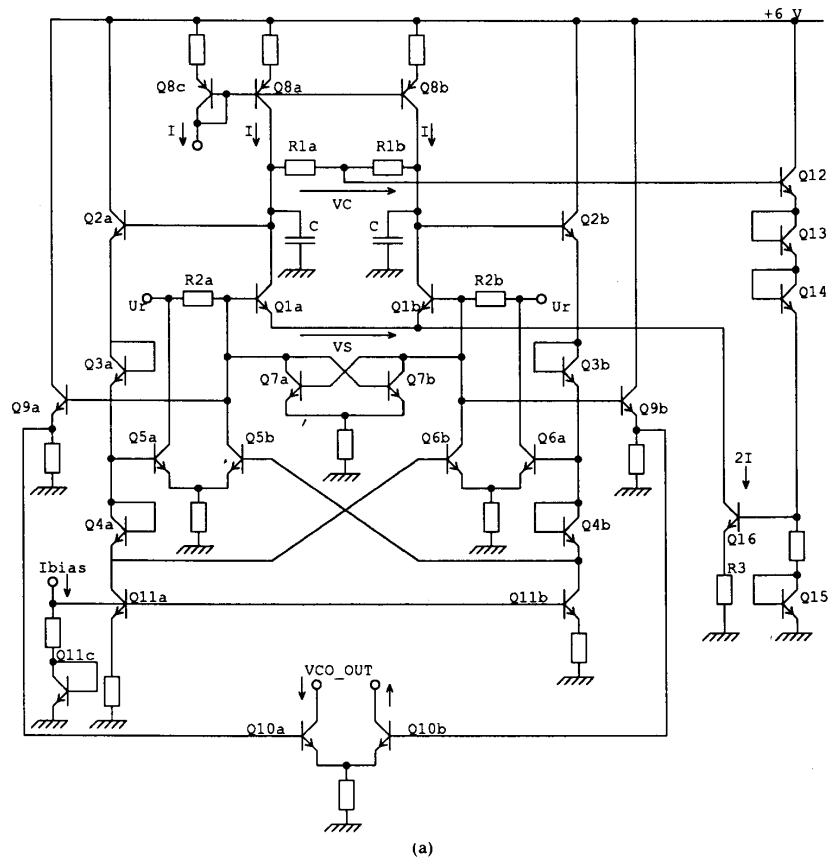 +6 V
Q8c
Q8a
Q8b
I
I
I
R1a
R1b
Q12
VC
Q2a
C
C
Q2b
Q13
R2a
R2b
Q14
Ur
Q1a
Q1b
Ur
VS
Q3a
Q7a
Q7b
Q3b
Q9a
Q9b
Q5a
Q5b
Q6b
Q6a
2I
Q4a
Q4b
Q16
Ibias
R3
Q11a
Q11b
Q15
Q11c
VCO_OUT
Q10a
Q10b
(a)